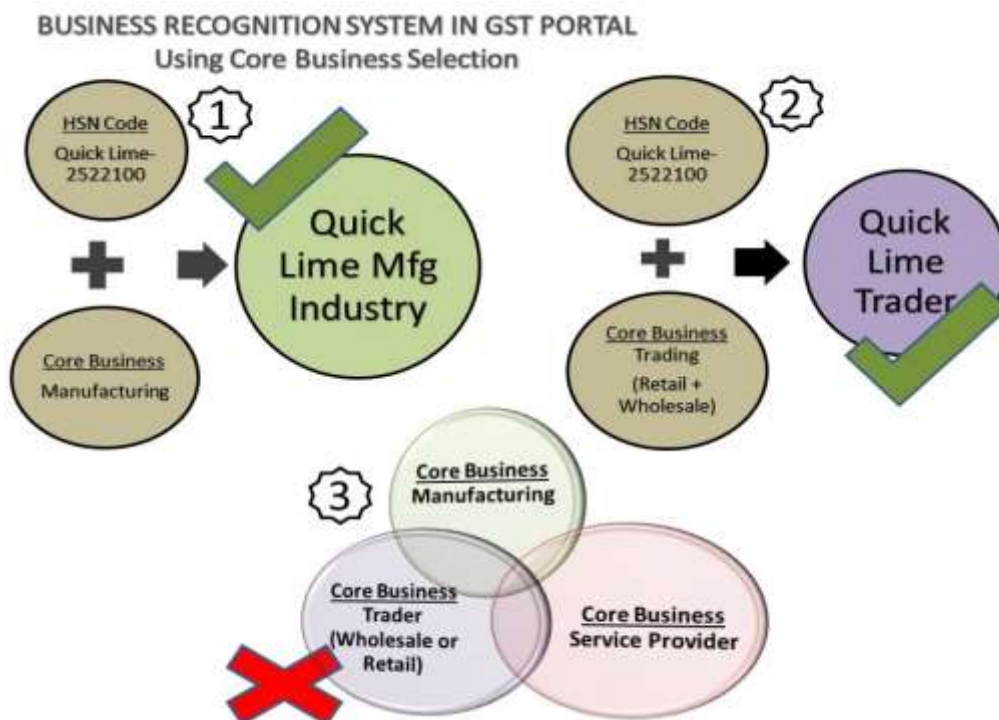 BUSINESS RECOGNITION SYSTEM IN GST PORTAL
Using Core Business Selection
1
HSN Code
Quick Lime-
2522100
Quick
Lime Mfg
Industry
Core Business
Manufacturing
2
HSN Code
Quick Lime-
2522100
Quick
Lime
Trader
Core Business
Trading
(Retail +
Wholesale)
3
Core Business
Manufacturing
Core Business
Trader
(Wholesale or
Retail)
Core Business
Service Provider